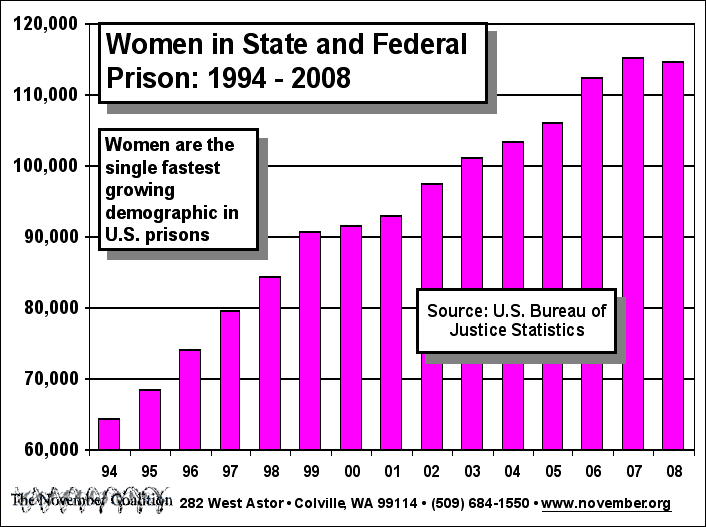 120,000
110,000
100,000
90,000
80,000
70,000
60,000
Women in State and Federal
Prison: 1994 - 2008
Women are the
single fastest
growing
demographic in
U.S. prisons
Source: U.S. Bureau of
Justice Statistics
94 95 96 97 98 99 00 01 02 03 04 05 06 07 08
The November Coalition
282 West Astor • Colville, WA 99114 • (509) 684-1550 • www.november.org